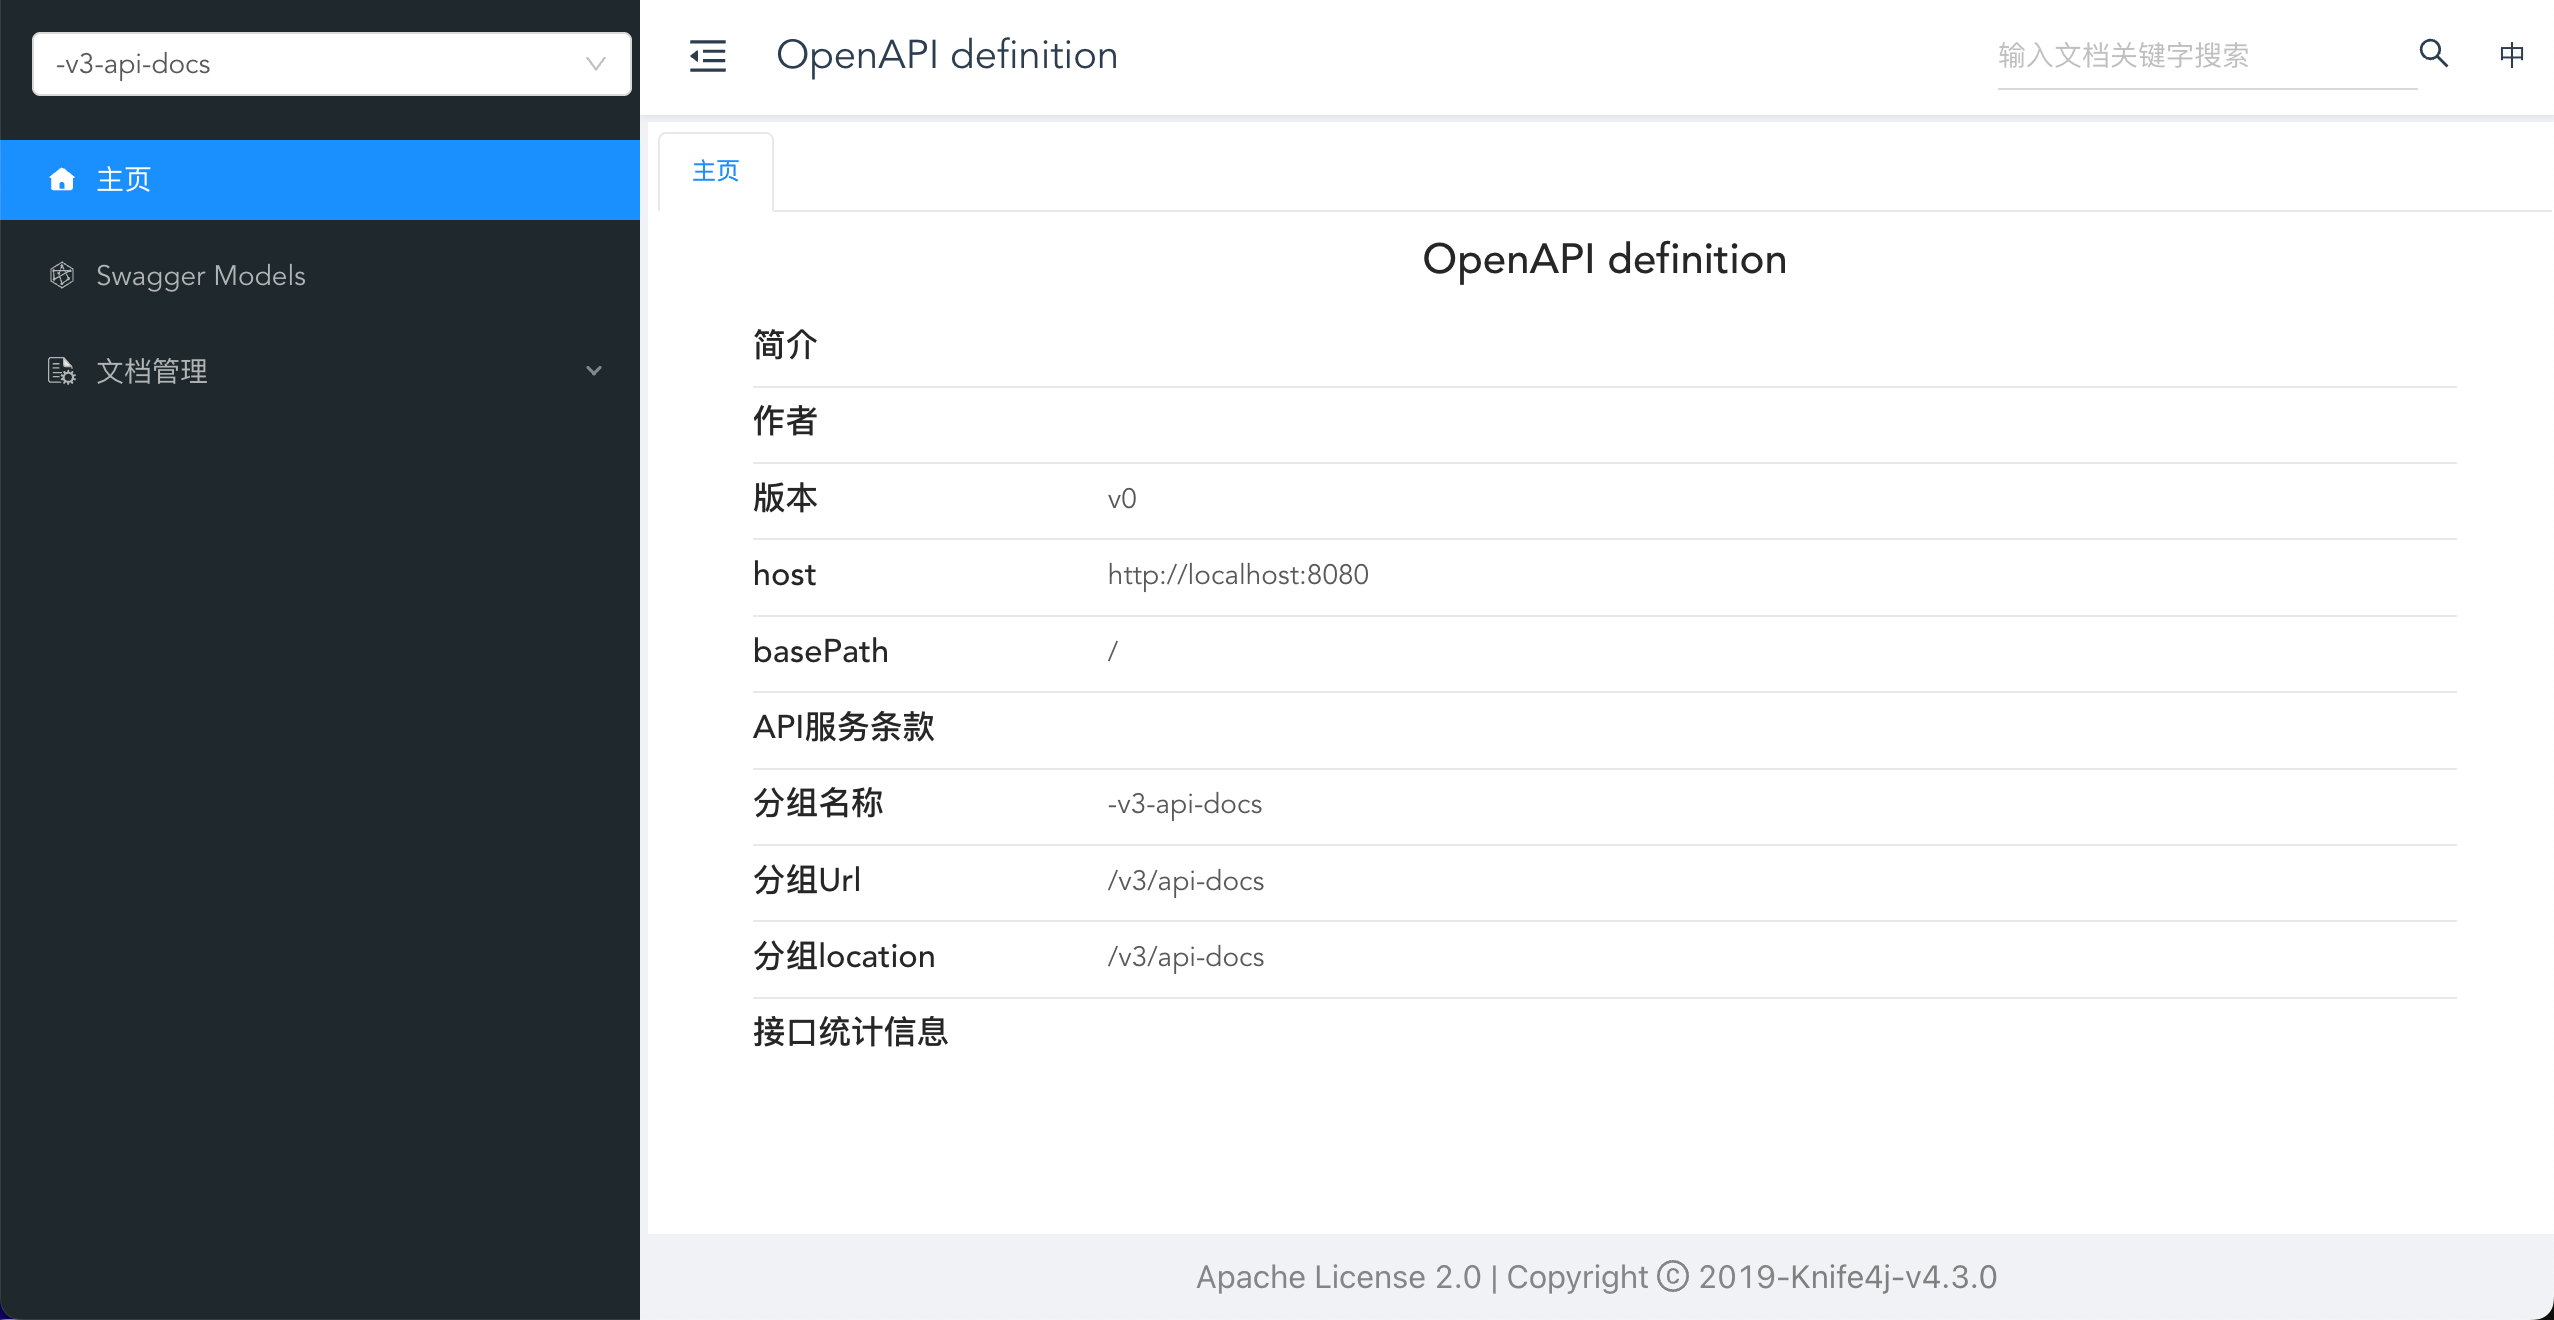 -v3-api-docs
主页
Swagger Models
文档管理
OpenAPI definition
输入文档关键字搜索
中
主页
OpenAPI definition
简介
作者
版本 v0
host http://localhost:8080
basePath /
API服务条款
分组名称 -v3-api-docs
分组Url /v3/api-docs
分组location /v3/api-docs
接口统计信息
Apache License 2.0 | Copyright © 2019-Knife4j-v4.3.0